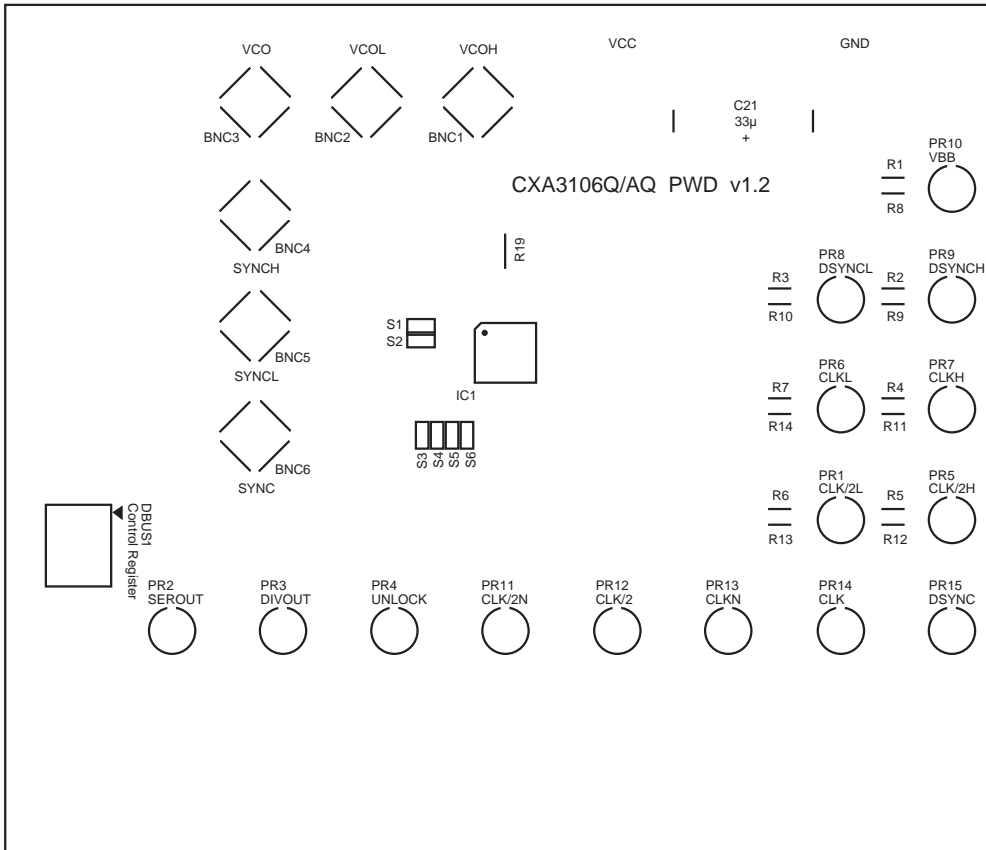 VCO
VCOL
VCOH
VCC
GND
BNC3
BNC2
BNC1
C21
33µ
+
CXA3106Q/AQ PWD v1.2
R1
R8
PR10
VBB
BNC4
SYNCH
R19
R3
R10
PR8
DSYNCL
R2
R9
PR9
DSYNCH
S1
S2
BNC5
SYNCL
IC1
R7
R14
PR6
CLKL
R4
R11
PR7
CLKH
S3
S4
S5
S6
BNC6
SYNC
R6
R13
PR1
CLK/2L
R5
R12
PR5
CLK/2H
DBUS1
Control Register
PR2
SEROUT
PR3
DIVOUT
PR4
UNLOCK
PR11
CLK/2N
PR12
CLK/2
PR13
CLKN
PR14
CLK
PR15
DSYNC